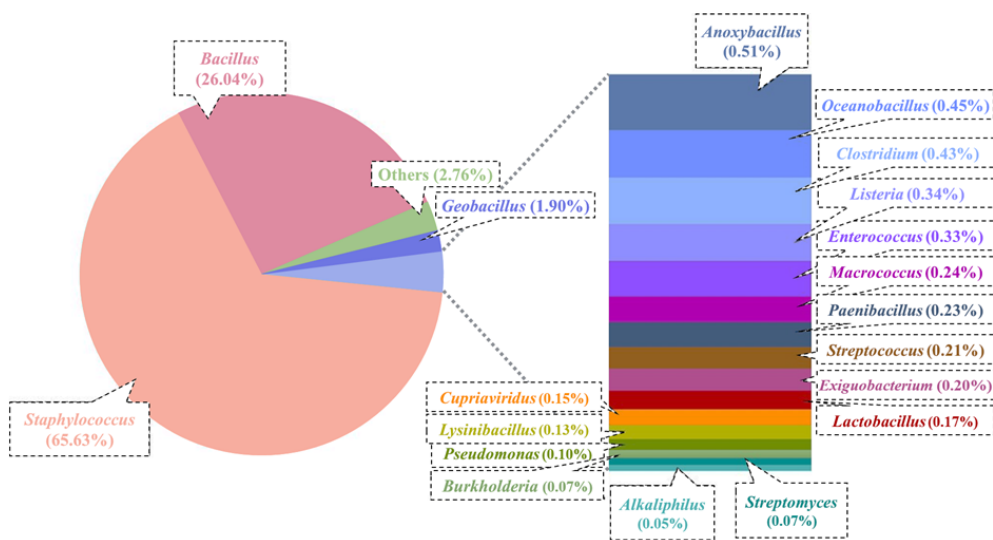 Bacillus
(26.04%)
Others (2.76%)
Geobacillus (1.90%)
Staphylococcus
(65.63%)
Anoxybacillus
(0.51%)
Oceanobacillus (0.45%)
Clostridium (0.43%)
Listeria (0.34%)
Enterococcus (0.33%)
Macrococcus (0.24%)
Paenibacillus (0.23%)
Streptococcus (0.21%)
Exiguobacterium (0.20%)
Lactobacillus (0.17%)
Cupriaviridus (0.15%)
Lysinibacillus (0.13%)
Pseudomonas (0.10%)
Burkholderia (0.07%)
Alkaliphilus
(0.05%)
Streptomyces
(0.07%)